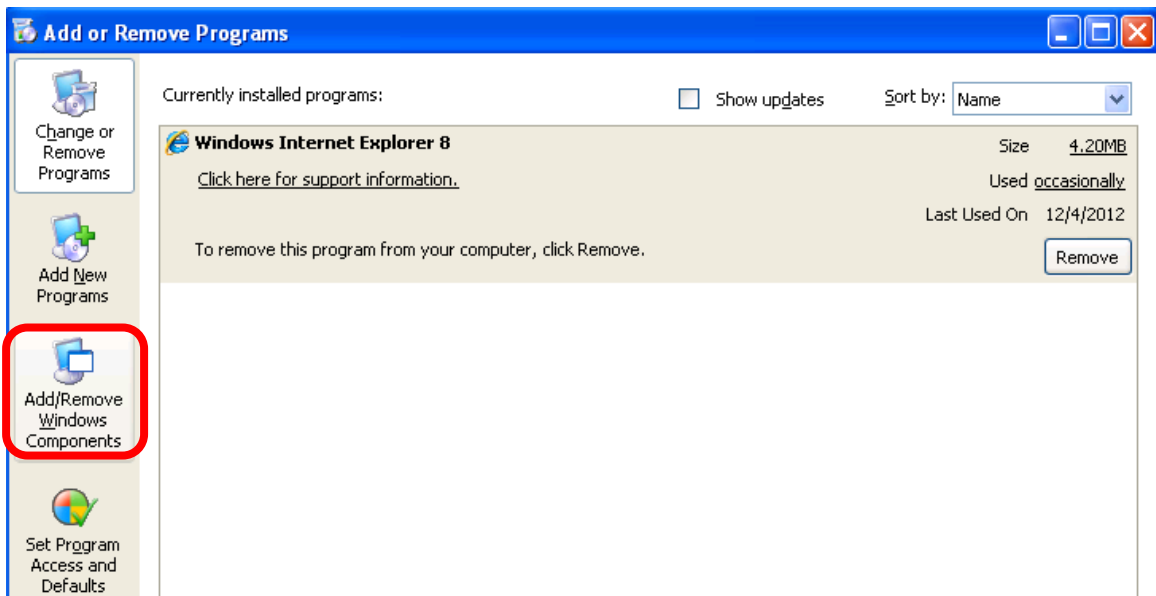 Add or Remove Programs
Change or
Remove
Programs
Add New
Programs
Add/Remove
Windows
Components
Set Program
Access and
Defaults
Currently installed programs:
Show updates
Sort by: Name
Windows Internet Explorer 8
Size 4.20MB
Click here for support information.
Used occasionally
Last Used On 12/4/2012
To remove this program from your computer, click Remove.
Remove